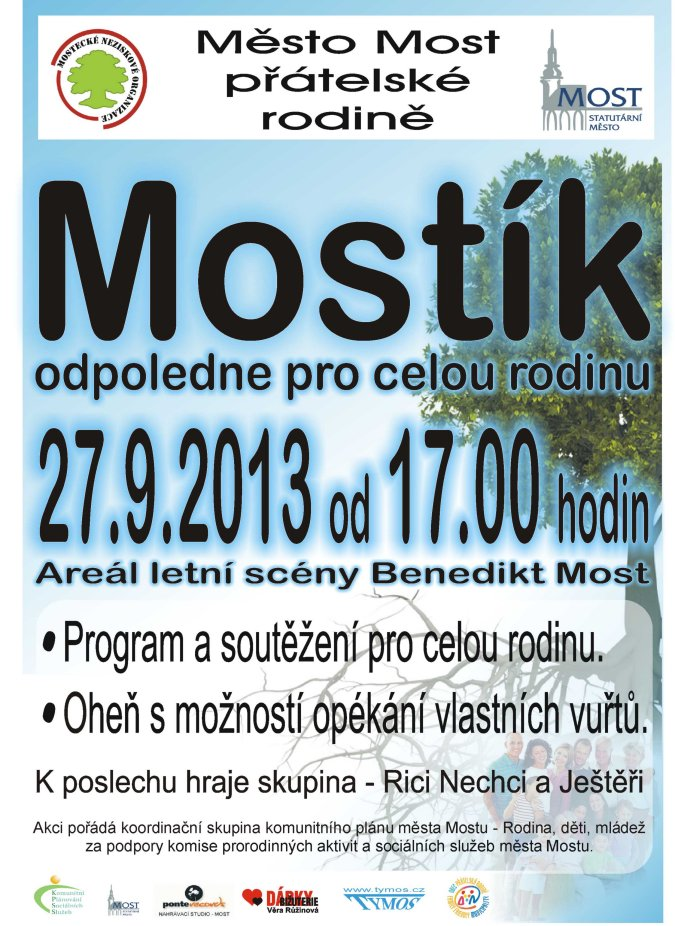 MOSTECKÉ NEZISKOVÉ ORGANIZACE
Město Most
přátelské
rodině
MOST
STATUTÁRNÍ
MĚSTO
Mostík
odpoledne pro celou rodinu
27.9.2013 od 17.00 hodin
Areál letní scény Benedikt Most
• Program a soutěžení pro celou rodinu.
• Oheň s možností opékání vlastních vuřtů.
K poslechu hraje skupina - Rici Nechci a Ještěři
Akci pořádá koordinační skupina komunitního plánu města Mostu - Rodina, děti, mládež
za podpory komise prorodinných aktivit a sociálních služeb města Mostu.
Komunitní
Plánování
Sociálních
Služeb
MOST
STATUTÁRNÍ
MĚSTO
ponterecords
NAHRÁVACÍ STUDIO - MOST
DÁRKY
BIŽUTERIE
Věra Růžinová
www.tymos.cz
TYMOS